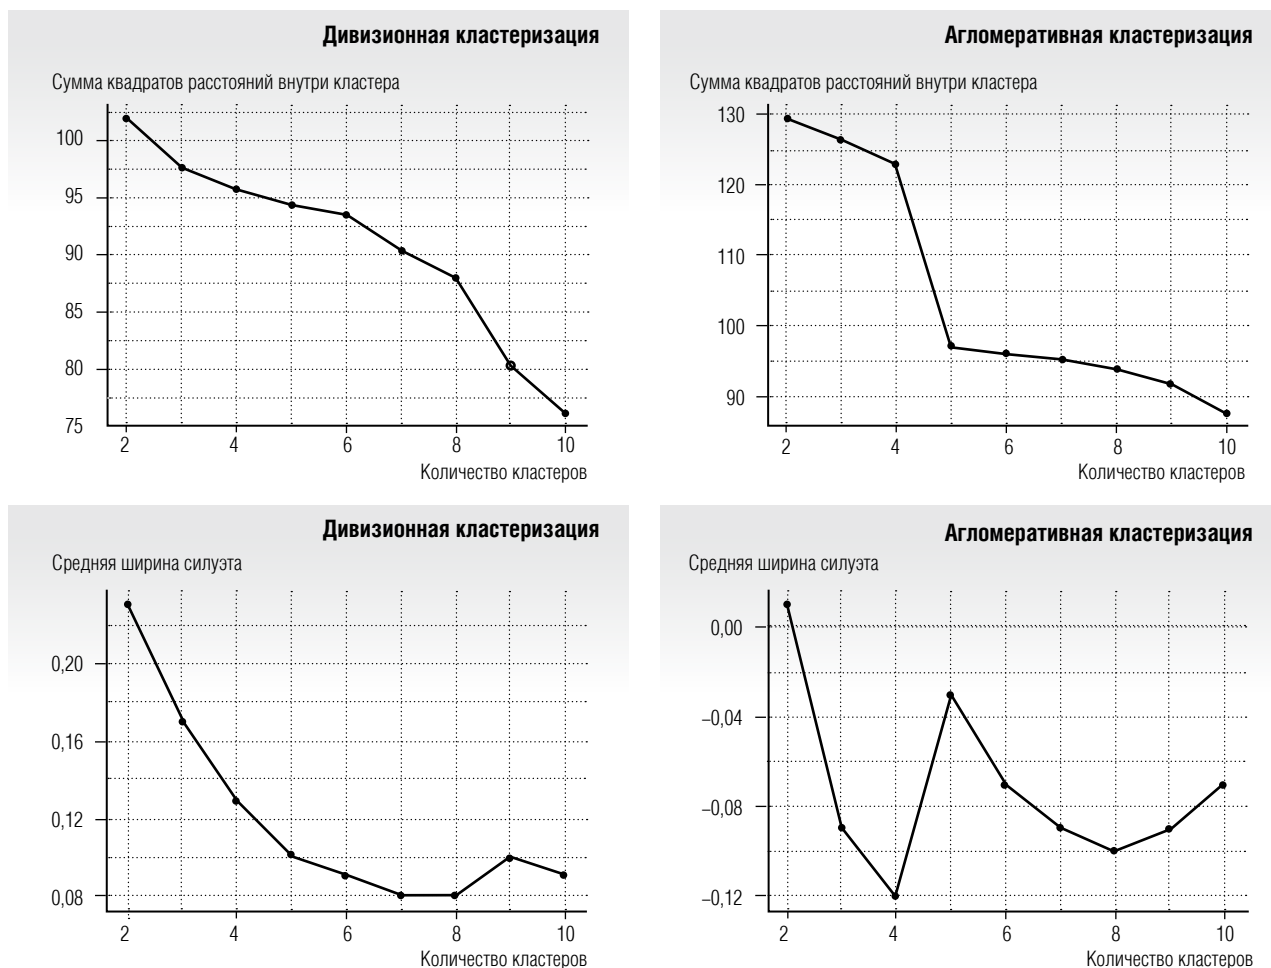 Дивизионная кластеризация
Сумма квадратов расстояний внутри кластера
100
95
90
85
80
75
2 4 6 8 10
Количество кластеров
Агломеративная кластеризация
Сумма квадратов расстояний внутри кластера
130
120
110
100
90
2 4 6 8 10
Количество кластеров
Дивизионная кластеризация
Средняя ширина силуэта
0,20
0,16
0,12
0,08
2 4 6 8 10
Количество кластеров
Агломеративная кластеризация
Средняя ширина силуэта
0,00
–0,04
–0,08
–0,12
2 4 6 8 10
Количество кластеров